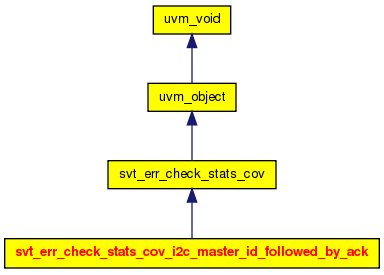 uvm_void
uvm_object
svt_err_check_stats_cov
svt_err_check_stats_cov_i2c_master_id_followed_by_ack